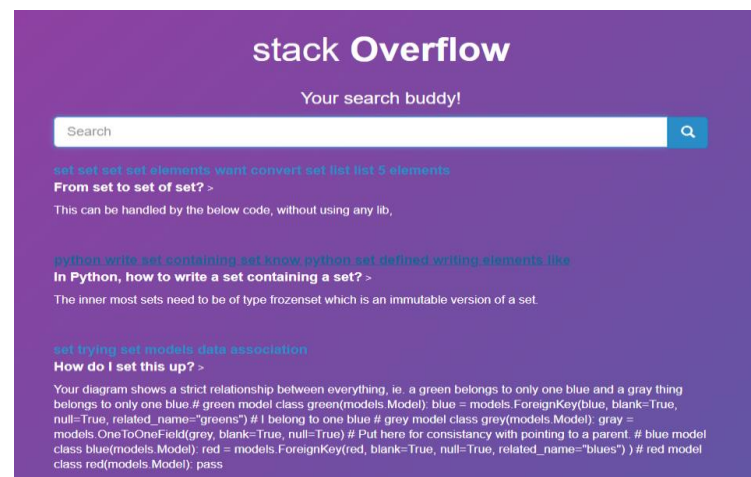 stack Overflow
Your search buddy!
Search
set set set set elements want convert set list list 5 elements
From set to set of set? >
This can be handled by the below code, without using any lib,
python write set containing set know python set defined writing elements like
In Python, how to write a set containing a set? >
The inner most sets need to be of type frozenset which is an immutable version of a set.
set trying set models data association
How do I set this up? >
Your diagram shows a strict relationship between everything, ie. a green belongs to only one blue and a gray thing
belongs to only one blue.# green model class green(models.Model): blue = models.ForeignKey(blue, blank=True,
null=True, related_name="greens") # I belong to one blue # grey model class grey(models.Model): gray =
models.OneToOneField(grey, blank=True, null=True) # Put here for consistancy with pointing to a parent. # blue model
class blue(models.Model): red = models.ForeignKey(red, blank=True, null=True, related_name="blues") ) # red model
class red(models.Model): pass